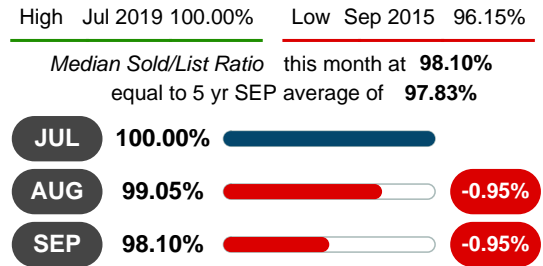 High Jul 2019 100.00% Low Sep 2015 96.15%
Median Sold/List Ratio this month at 98.10%
equal to 5 yr SEP average of 97.83%
JUL 100.00%
AUG 99.05% -0.95%
SEP 98.10% -0.95%